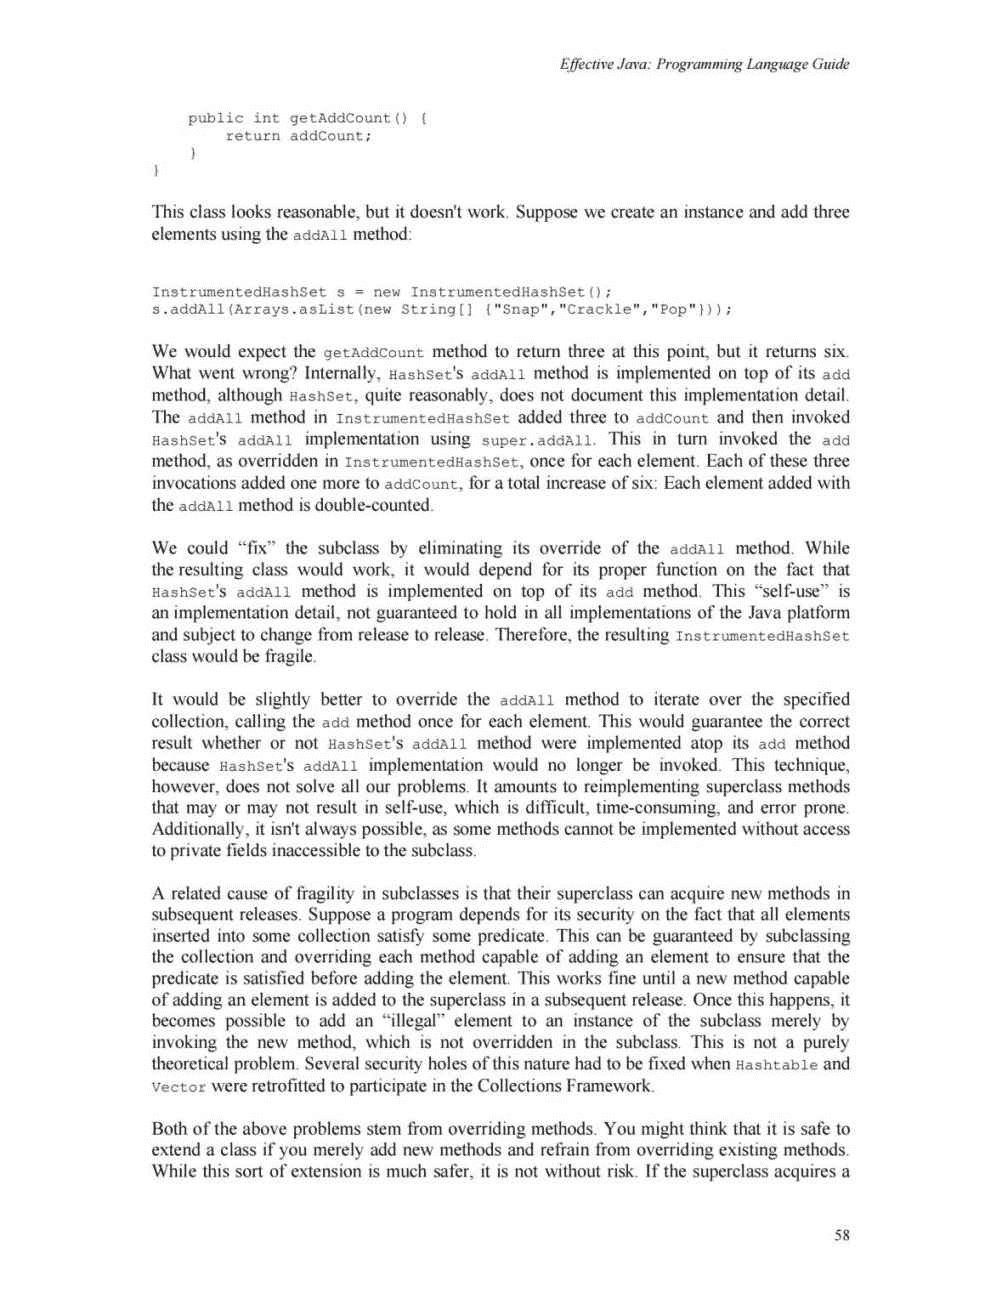 Effective Java: Programming Language Guide
public int getAddCount() {
return addCount;
}
}
This class looks reasonable, but it doesn't work. Suppose we create an instance and add three
elements using the addAll method:
InstrumentedHashSet s = new InstrumentedHashSet();
s.addAll(Arrays.asList(new String[] {"Snap","Crackle","Pop"}));
We would expect the getAddCount method to return three at this point, but it returns six.
What went wrong? Internally, HashSet's addAll method is implemented on top of its add
method, although HashSet, quite reasonably, does not document this implementation detail.
The addAll method in InstrumentedHashSet added three to addCount and then invoked
HashSet's addAll implementation using super.addAll. This in turn invoked the add
method, as overridden in InstrumentedHashSet, once for each element. Each of these three
invocations added one more to addCount, for a total increase of six: Each element added with
the addAll method is double-counted.
We could “fix” the subclass by eliminating its override of the addAll method. While
the resulting class would work, it would depend for its proper function on the fact that
HashSet's addAll method is implemented on top of its add method. This “self-use” is
an implementation detail, not guaranteed to hold in all implementations of the Java platform
and subject to change from release to release. Therefore, the resulting InstrumentedHashSet
class would be fragile.
It would be slightly better to override the addAll method to iterate over the specified
collection, calling the add method once for each element. This would guarantee the correct
result whether or not HashSet's addAll method were implemented atop its add method
because HashSet's addAll implementation would no longer be invoked. This technique,
however, does not solve all our problems. It amounts to reimplementing superclass methods
that may or may not result in self-use, which is difficult, time-consuming, and error prone.
Additionally, it isn't always possible, as some methods cannot be implemented without access
to private fields inaccessible to the subclass.
A related cause of fragility in subclasses is that their superclass can acquire new methods in
subsequent releases. Suppose a program depends for its security on the fact that all elements
inserted into some collection satisfy some predicate. This can be guaranteed by subclassing
the collection and overriding each method capable of adding an element to ensure that the
predicate is satisfied before adding the element. This works fine until a new method capable
of adding an element is added to the superclass in a subsequent release. Once this happens, it
becomes possible to add an “illegal” element to an instance of the subclass merely by
invoking the new method, which is not overridden in the subclass. This is not a purely
theoretical problem. Several security holes of this nature had to be fixed when Hashtable and
Vector were retrofitted to participate in the Collections Framework.
Both of the above problems stem from overriding methods. You might think that it is safe to
extend a class if you merely add new methods and refrain from overriding existing methods.
While this sort of extension is much safer, it is not without risk. If the superclass acquires a
58